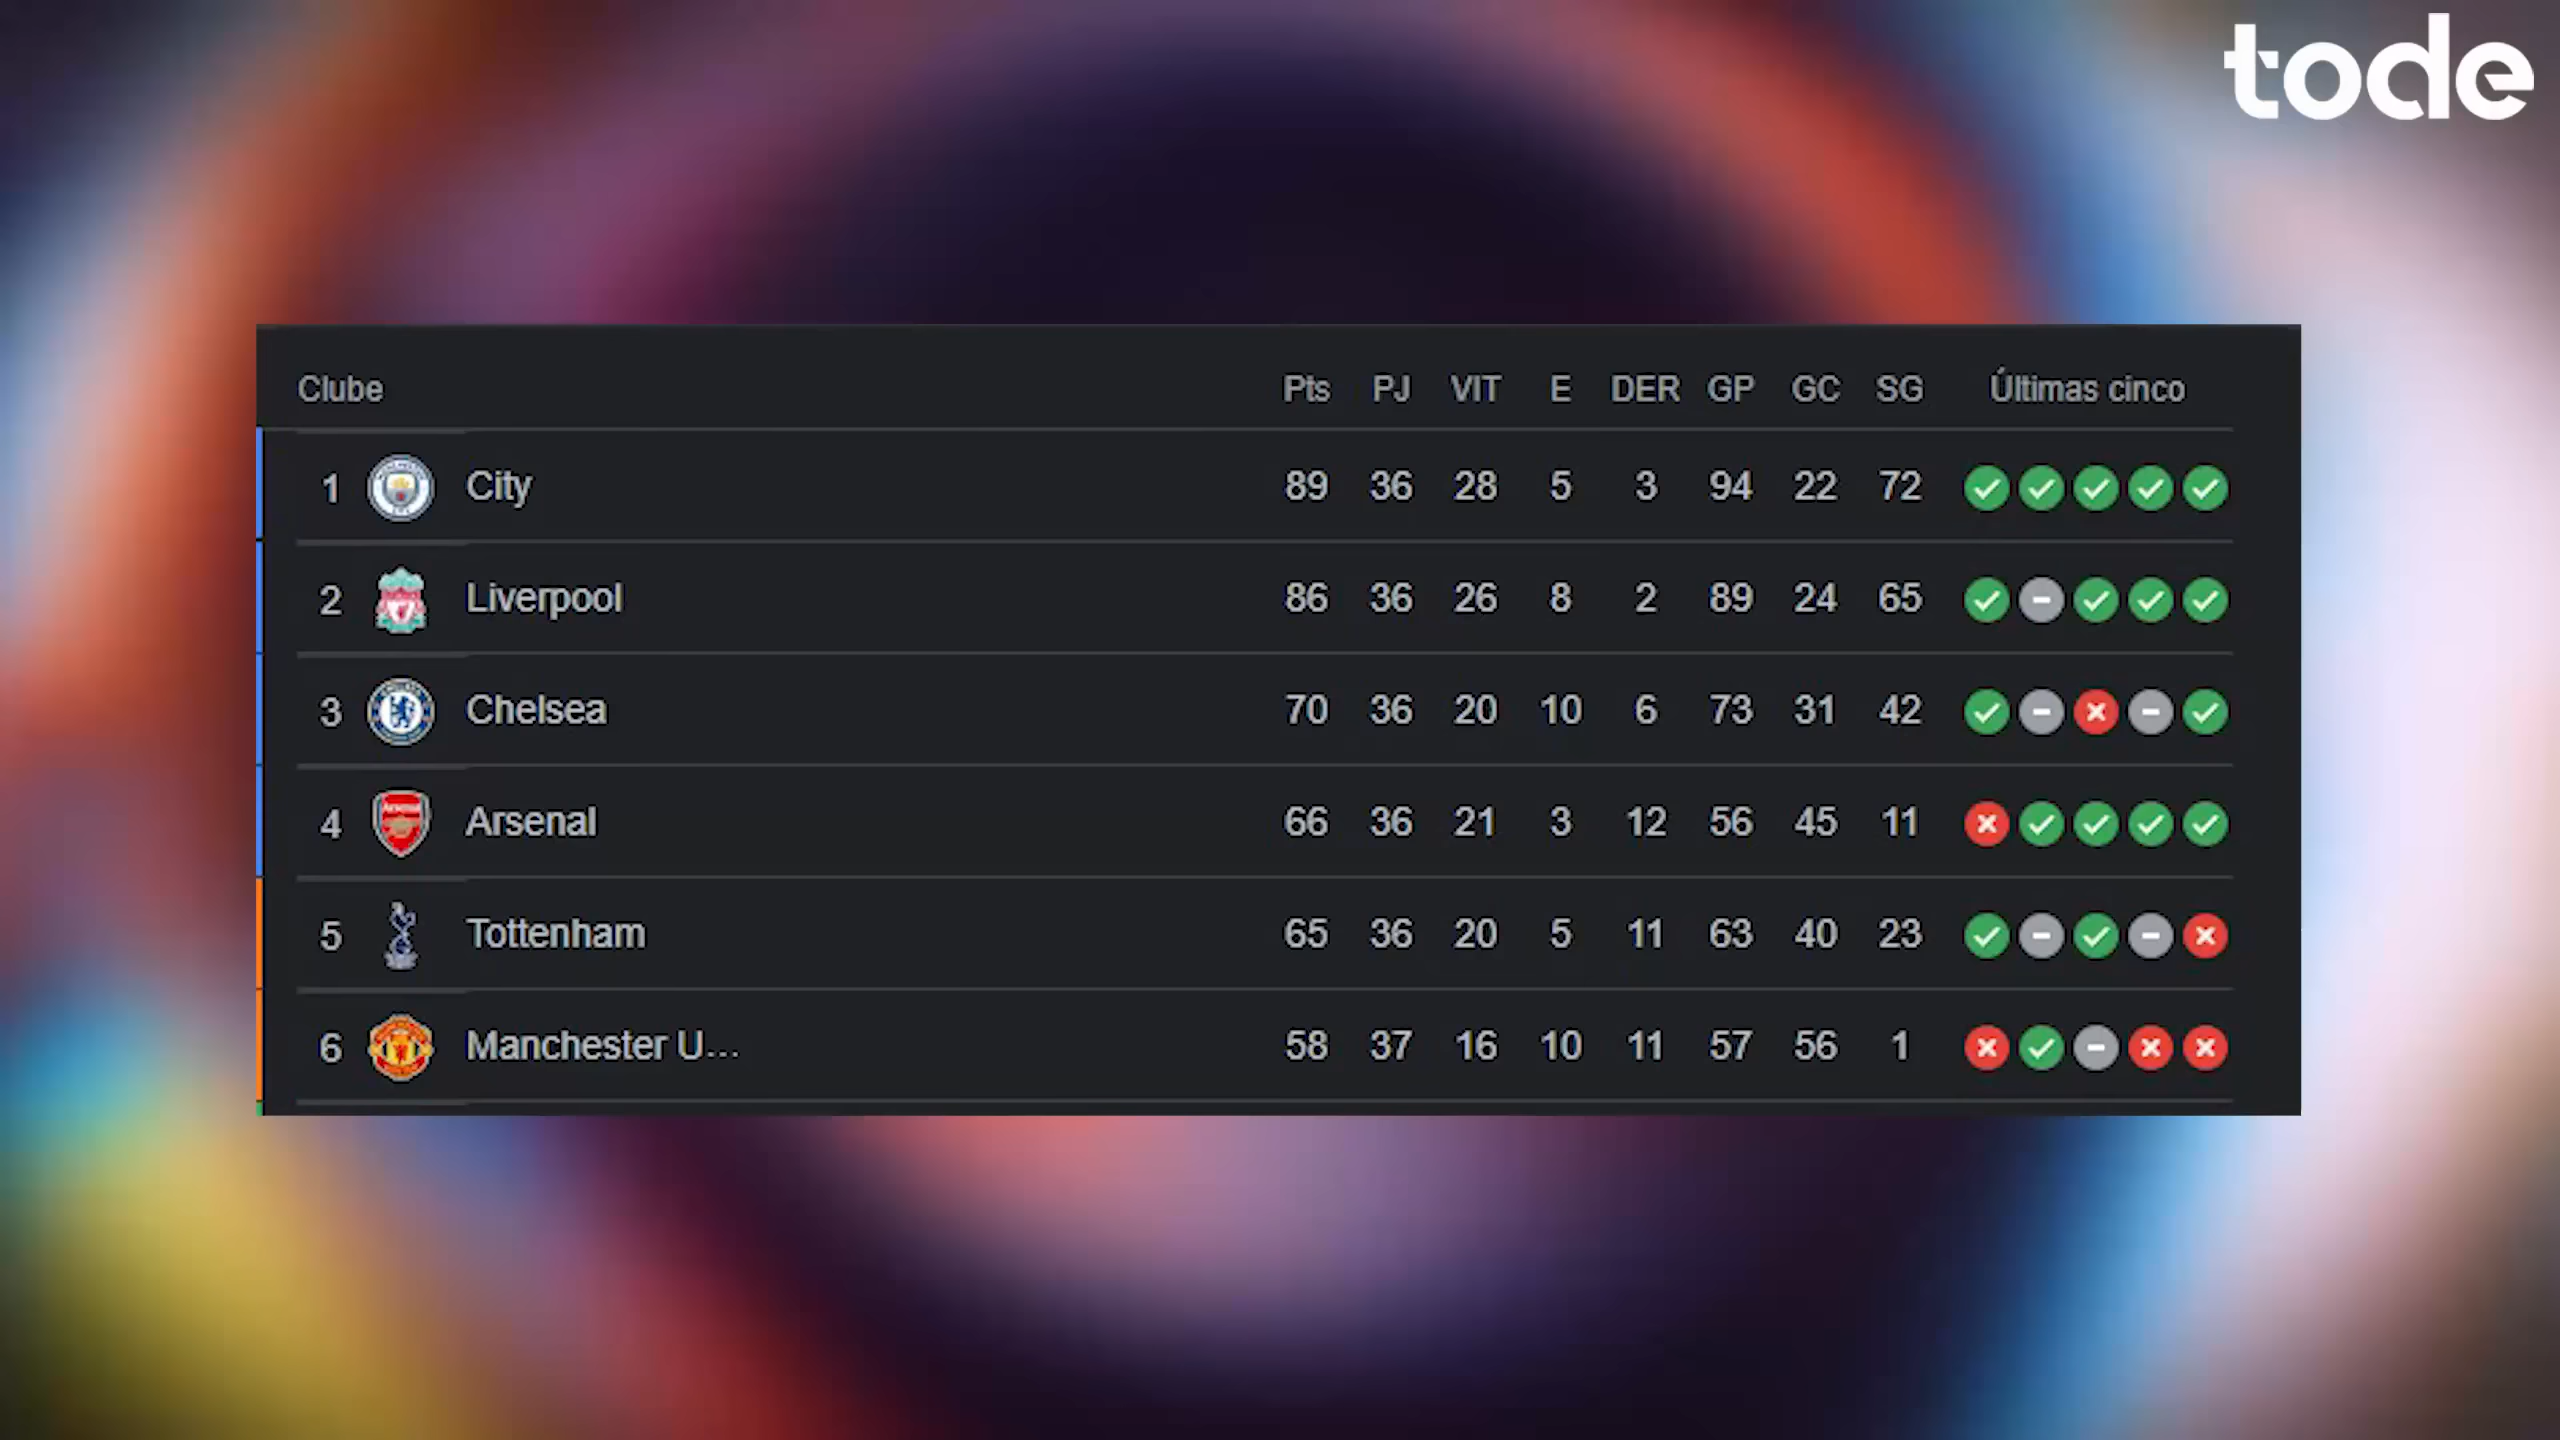 tode
Clube Pts PJ VIT E DER GP GC SG Últimas cinco
1 City 89 36 28 5 3 94 22 72
2 Liverpool 86 36 26 8 2 89 24 65
3 Chelsea 70 36 20 10 6 73 31 42
4 Arsenal 66 36 21 3 12 56 45 11
5 Tottenham 65 36 20 5 11 63 40 23
6 Manchester U... 58 37 16 10 11 57 56 1